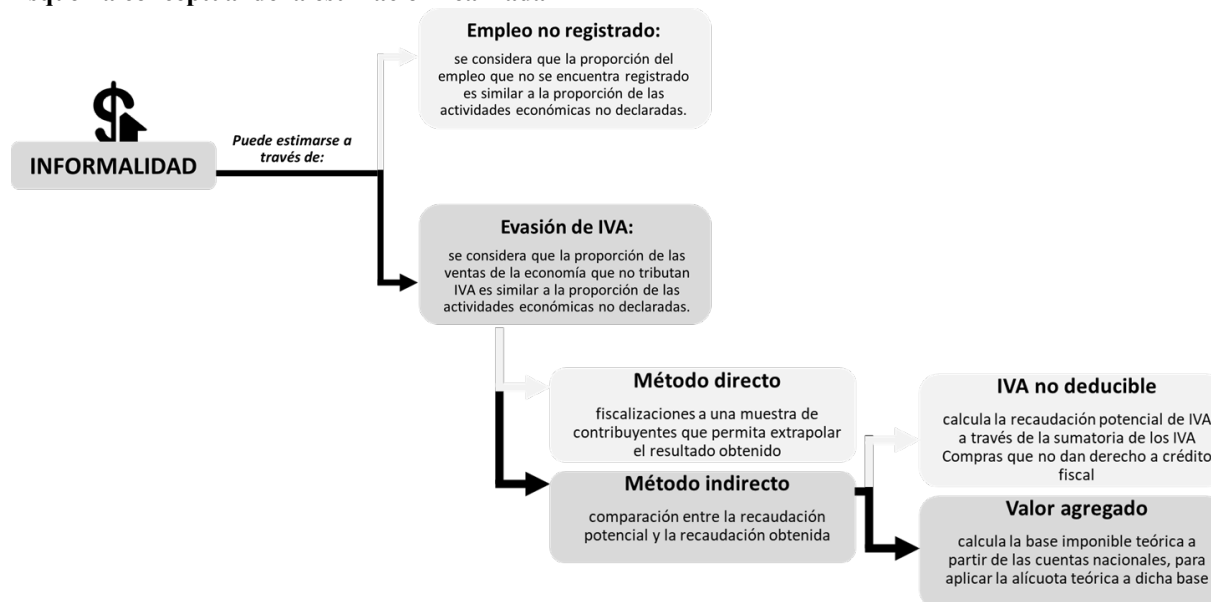 Empleo no registrado:
se considera que la proporción del
empleo que no se encuentra registrado
es similar a la proporción de las
actividades económicas no declaradas.
INFORMALIDAD
Puede estimarse a
través de:
Evasión de IVA:
se considera que la proporción de las
ventas de la economía que no tributan
IVA es similar a la proporción de las
actividades económicas no declaradas.
Método directo
fiscalizaciones a una muestra de
contribuyentes que permita extrapolar
el resultado obtenido
Método indirecto
comparación entre la recaudación
potencial y la recaudación obtenida
IVA no deducible
calcula la recaudación potencial de IVA
a través de la sumatoria de los IVA
Compras que no dan derecho a crédito
fiscal
Valor agregado
calcula la base imponible teórica a
partir de las cuentas nacionales, para
aplicar la alícuota teórica a dicha base